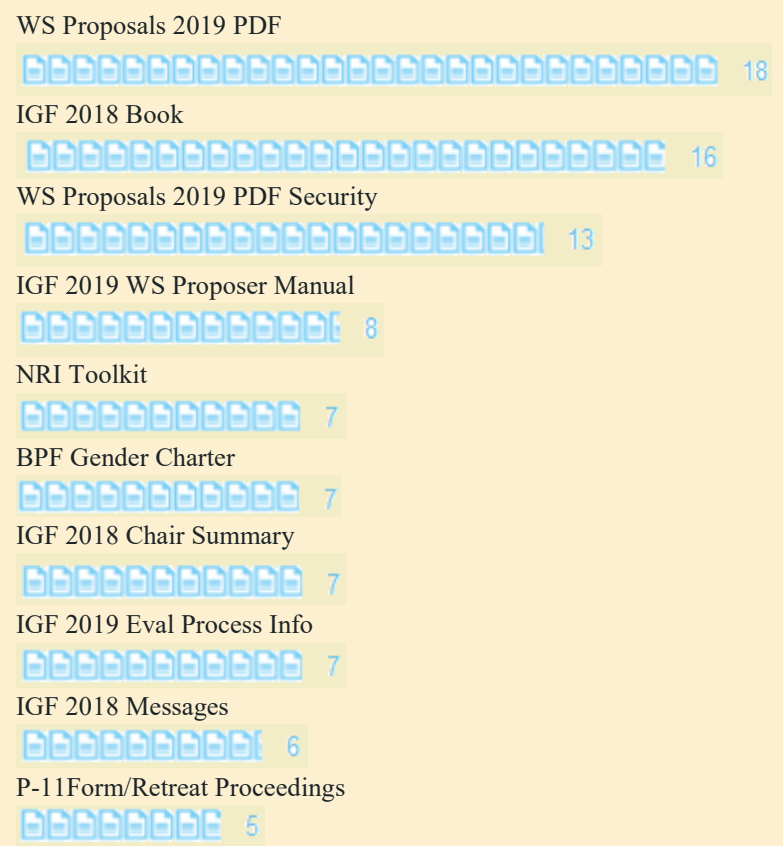 WS Proposals 2019 PDF
18
IGF 2018 Book
16
WS Proposals 2019 PDF Security
13
IGF 2019 WS Proposer Manual
8
NRI Toolkit
7
BPF Gender Charter
7
IGF 2018 Chair Summary
7
IGF 2019 Eval Process Info
7
IGF 2018 Messages
6
P-11Form/Retreat Proceedings
5